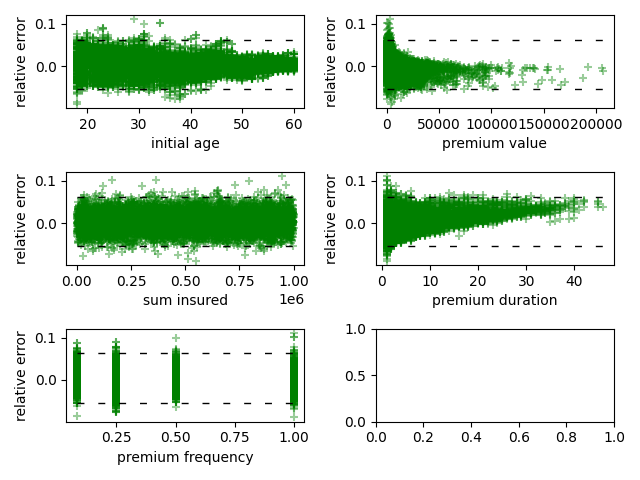 0.1
0.0
relative error
20 30 40 50 60
initial age
0.1
0.0
relative error
0 50000 100000 150000 200000
premium value
0.1
0.0
relative error
0.00 0.25 0.50 0.75 1.00
sum insured 1e6
0.1
0.0
relative error
0 10 20 30 40
premium duration
0.1
0.0
relative error
0.25 0.50 0.75 1.00
premium frequency
1.0
0.5
0.0
0.0 0.2 0.4 0.6 0.8 1.0